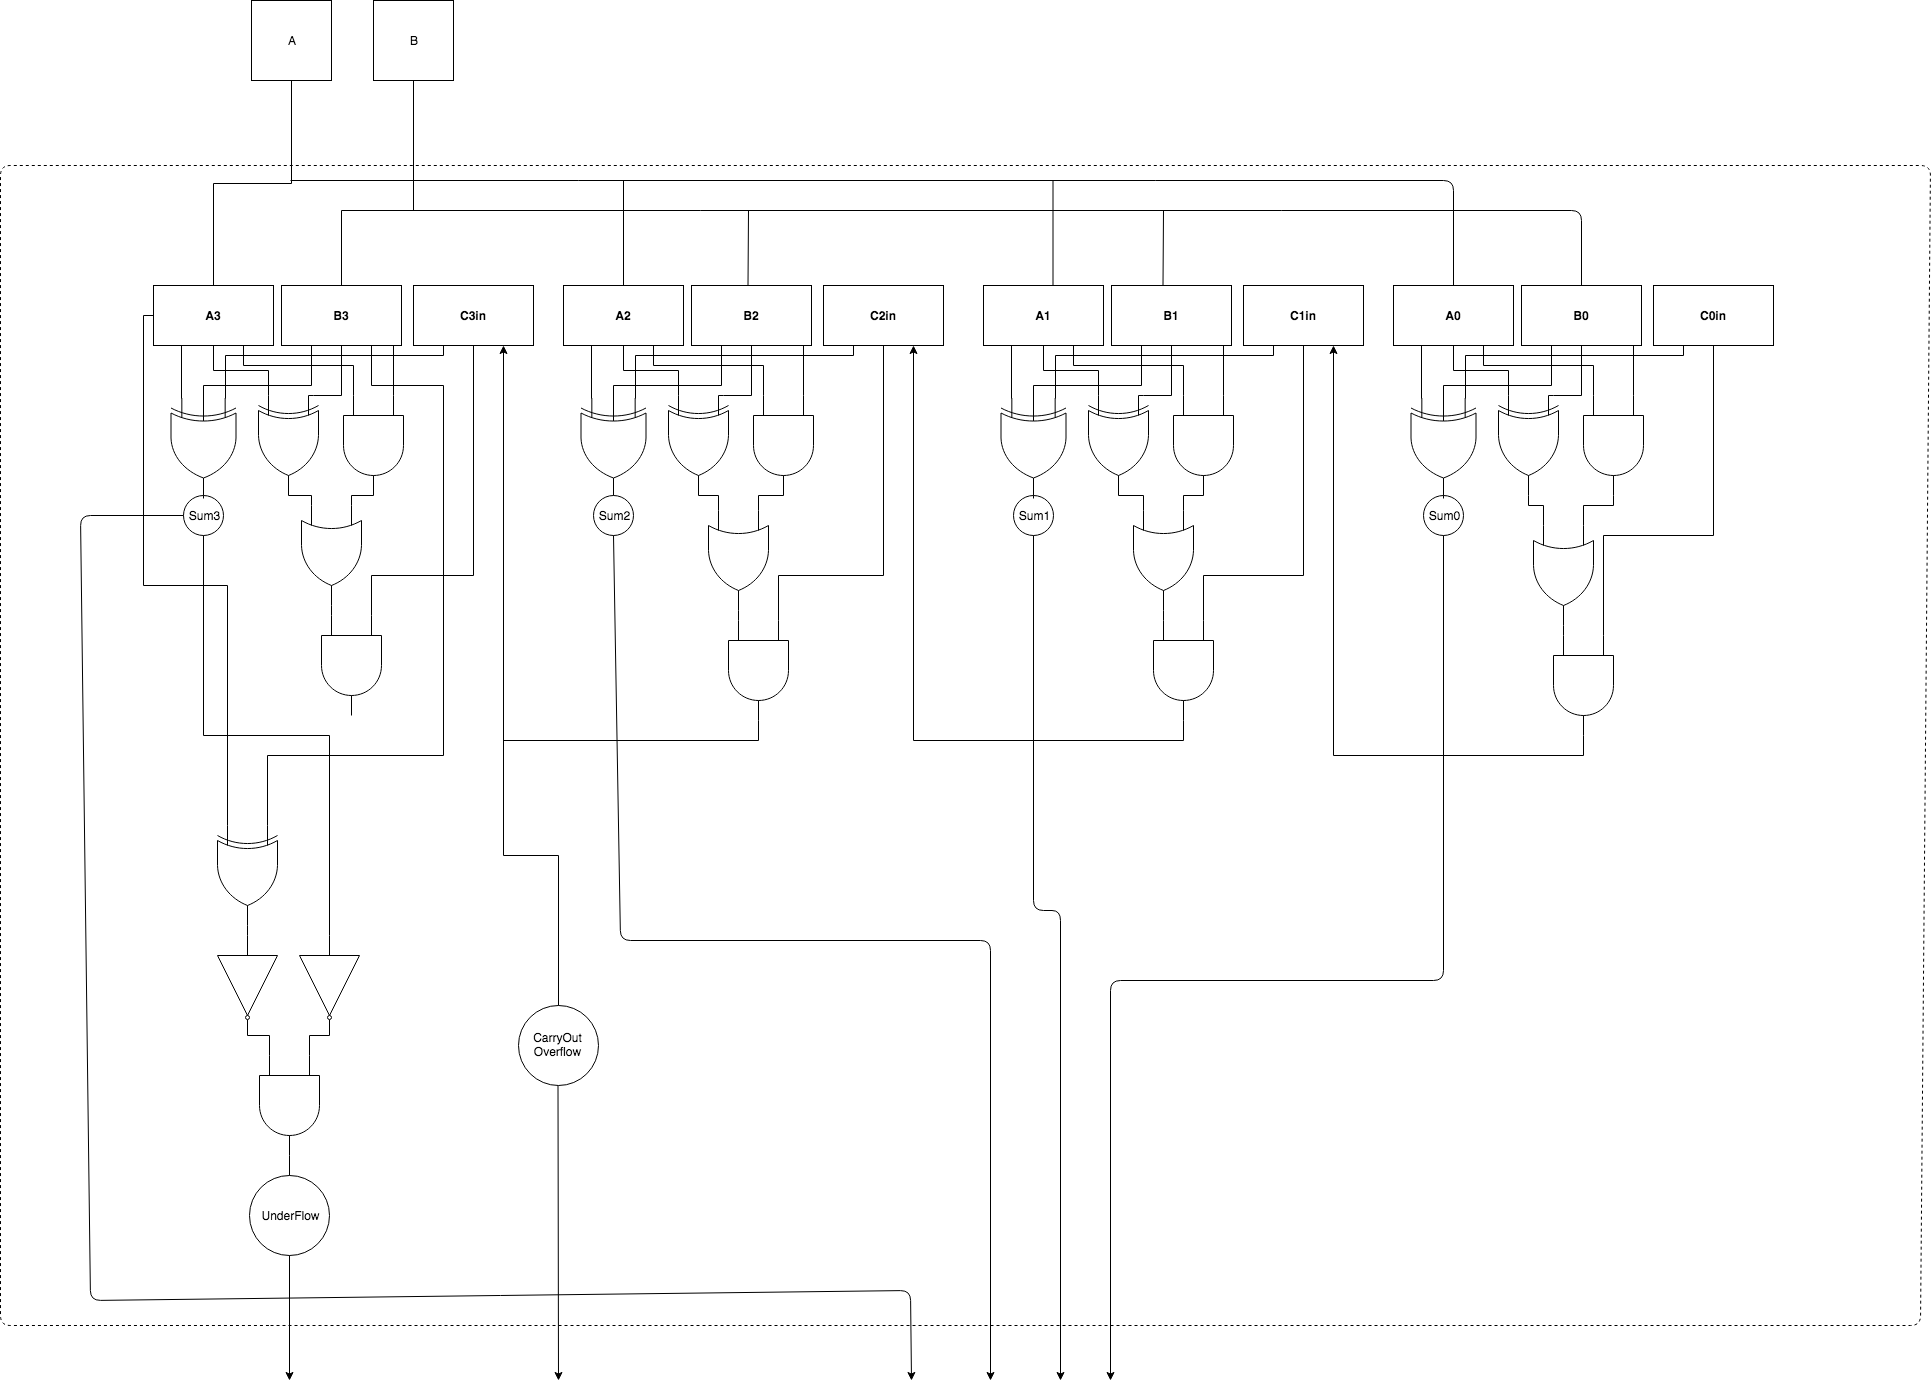 A
B
A3
B3
C3in
A2
B2
C2in
A1
B1
C1in
A0
B0
C0in
Sum3
Sum2
Sum1
Sum0
CarryOut
Overflow
UnderFlow